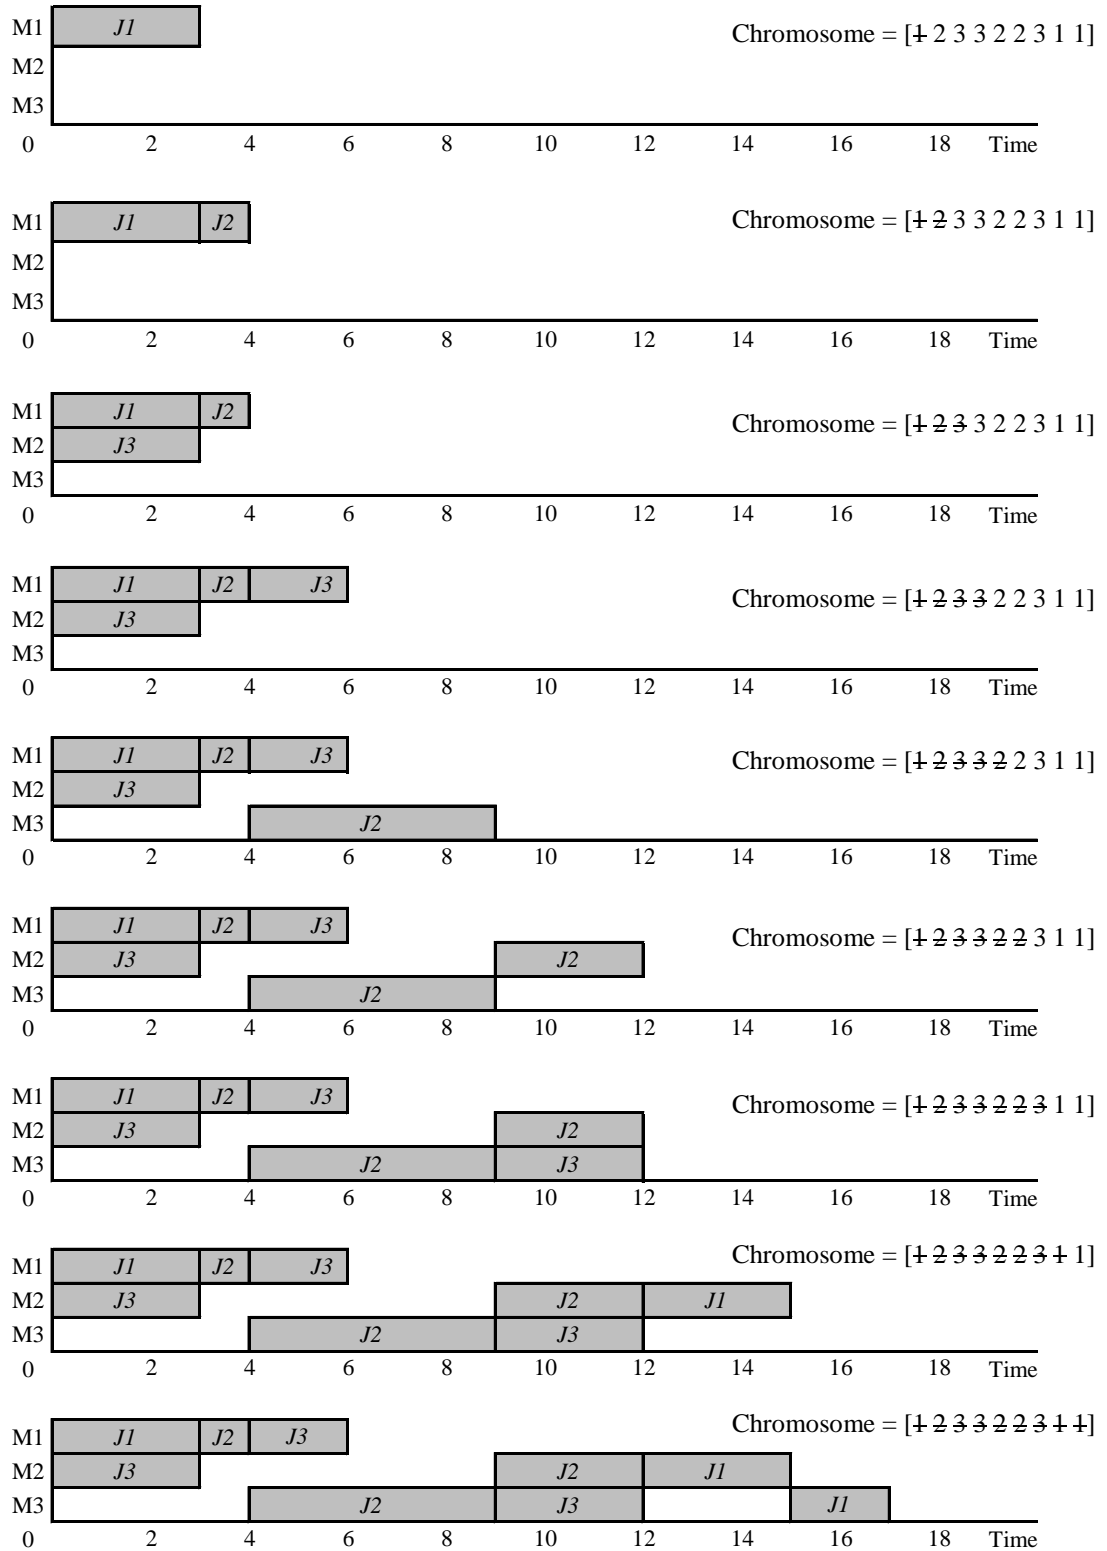 M1 J1 Chromosome = [1 2 3 3 2 2 3 1 1]
M2
M3
0 2 4 6 8 10 12 14 16 18 Time
M1 J1 J2 Chromosome = [1 2 3 3 2 2 3 1 1]
M2
M3
0 2 4 6 8 10 12 14 16 18 Time
M1 J1 J2 Chromosome = [1 2 3 3 2 2 3 1 1]
M2 J3
M3
0 2 4 6 8 10 12 14 16 18 Time
M1 J1 J2 J3 Chromosome = [1 2 3 3 2 2 3 1 1]
M2 J3
M3
0 2 4 6 8 10 12 14 16 18 Time
M1 J1 J2 J3 Chromosome = [1 2 3 3 2 2 3 1 1]
M2 J3
M3 J2
0 2 4 6 8 10 12 14 16 18 Time
M1 J1 J2 J3 Chromosome = [1 2 3 3 2 2 3 1 1]
M2 J3 J2
M3 J2
0 2 4 6 8 10 12 14 16 18 Time
M1 J1 J2 J3 Chromosome = [1 2 3 3 2 2 3 1 1]
M2 J3 J2
M3 J2 J3
0 2 4 6 8 10 12 14 16 18 Time
M1 J1 J2 J3 Chromosome = [1 2 3 3 2 2 3 1 1]
M2 J3 J2 J1
M3 J2 J3
0 2 4 6 8 10 12 14 16 18 Time
M1 J1 J2 J3 Chromosome = [1 2 3 3 2 2 3 1 1]
M2 J3 J2 J1
M3 J2 J3 J1
0 2 4 6 8 10 12 14 16 18 Time